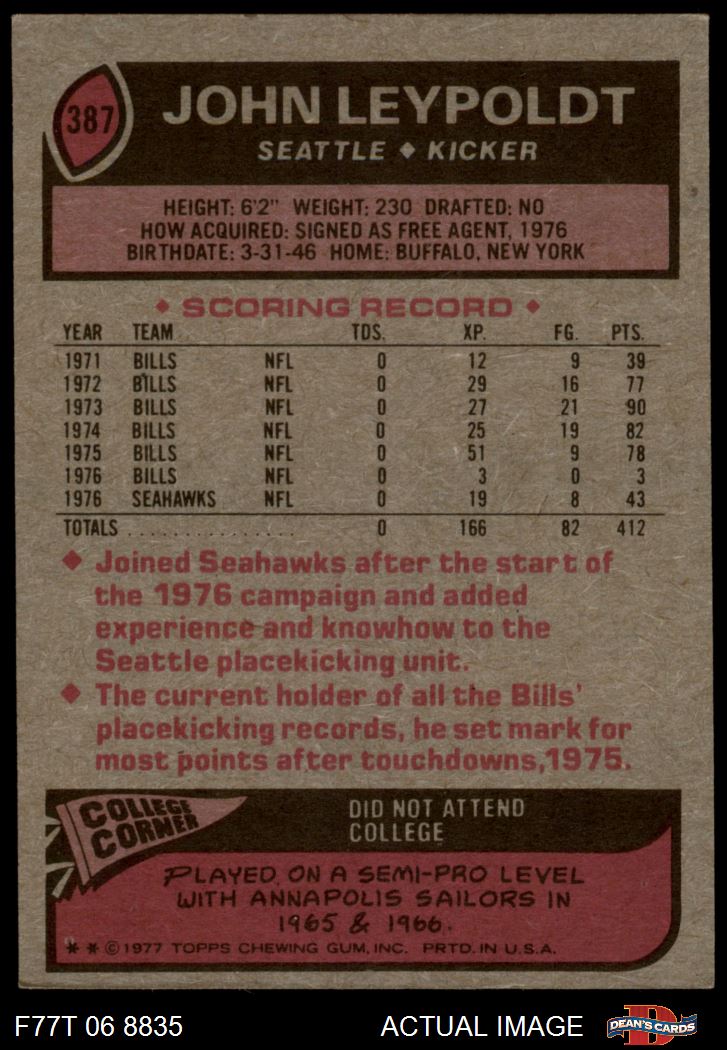 387
JOHN LEYPOLDT
SEATTLE ♦ KICKER
HEIGHT: 6'2" WEIGHT: 230 DRAFTED: NO
HOW ACQUIRED: SIGNED AS FREE AGENT, 1976
BIRTHDATE: 3-31-46 HOME: BUFFALO, NEW YORK
♦ SCORING RECORD ♦
YEAR TEAM TDS. XP. FG. PTS.
1971 BILLS NFL 0 12 9 39
1972 BILLS NFL 0 29 16 77
1973 BILLS NFL 0 27 21 90
1974 BILLS NFL 0 25 19 82
1975 BILLS NFL 0 51 9 78
1976 BILLS NFL 0 3 0 3
1976 SEAHAWKS NFL 0 19 8 43
TOTALS ................ 0 166 82 412
♦ Joined Seahawks after the start of
the 1976 campaign and added
experience and knowhow to the
Seattle placekicking unit.
♦ The current holder of all the Bills'
placekicking records, he set mark for
most points after touchdowns, 1975.
COLLEGE
CORNER
DID NOT ATTEND
COLLEGE
PLAYED ON A SEMI-PRO LEVEL
WITH ANNAPOLIS SAILORS IN
1965 & 1966.
* * © 1977 TOPPS CHEWING GUM, INC. PRTD. IN U.S.A.
F77T 06 8835 ACTUAL IMAGE D DEAN'S CARDS